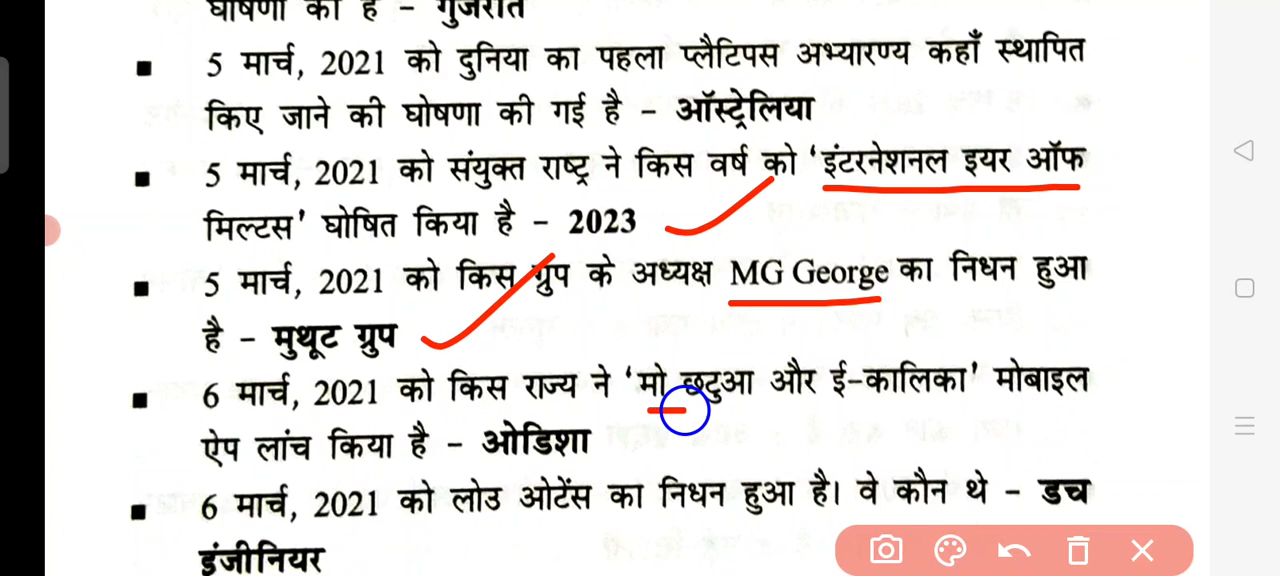 घोषणा की है - गुजरात
5 मार्च, 2021 को दुनिया का पहला प्लैटिपस अभ्यारण्य कहाँ स्थापित
किए जाने की घोषणा की गई है - ऑस्ट्रेलिया
5 मार्च, 2021 को संयुक्त राष्ट्र ने किस वर्ष को 'इंटरनेशनल इयर ऑफ
मिल्टस' घोषित किया है - 2023
5 मार्च, 2021 को किस ग्रुप के अध्यक्ष MG George का निधन हुआ
है - मुथूट ग्रुप
6 मार्च, 2021 को किस राज्य ने 'मो छटुआ और ई-कालिका' मोबाइल
ऐप लांच किया है - ओडिशा
6 मार्च, 2021 को लोउ ओटेंस का निधन हुआ है। वे कौन थे - डच
इंजीनियर